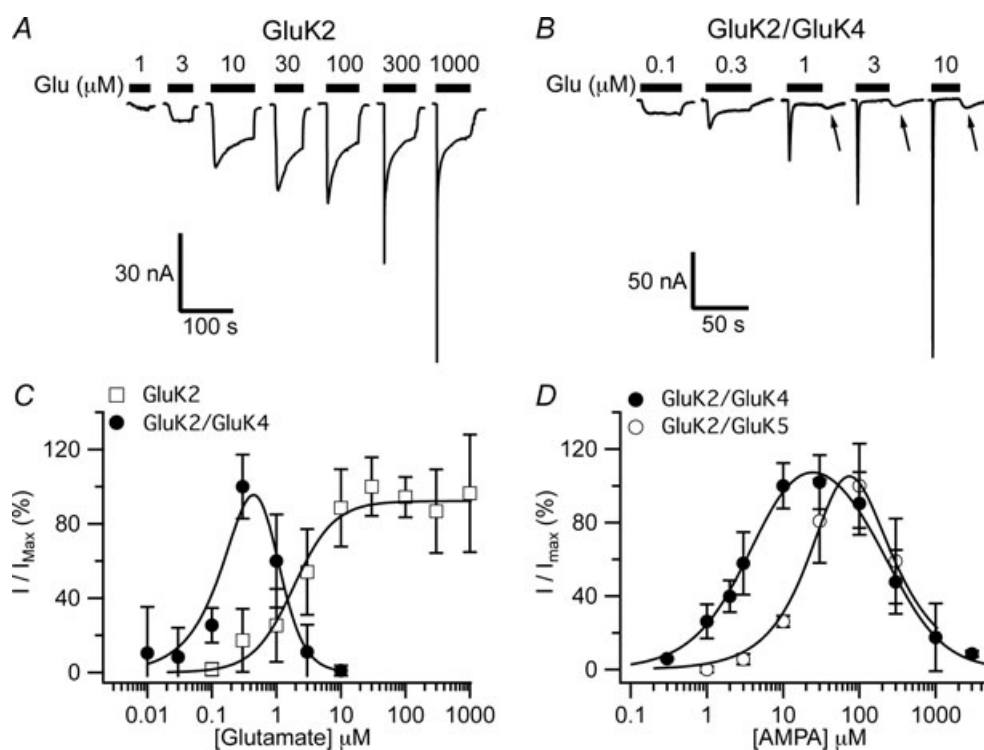 A
GluK2
1 3 10 30 100 300 1000
Glu (μM)
30 nA
100 s
B
GluK2/GluK4
0.1 0.3 1 3 10
Glu (μM)
50 nA
50 s
C
GluK2
GluK2/GluK4
I / IMax (%)
120
80
40
0
0.01 0.1 1 10 100 1000
[Glutamate] μM
D
GluK2/GluK4
GluK2/GluK5
I / Imax (%)
120
80
40
0
0.1 1 10 100 1000
[AMPA] μM